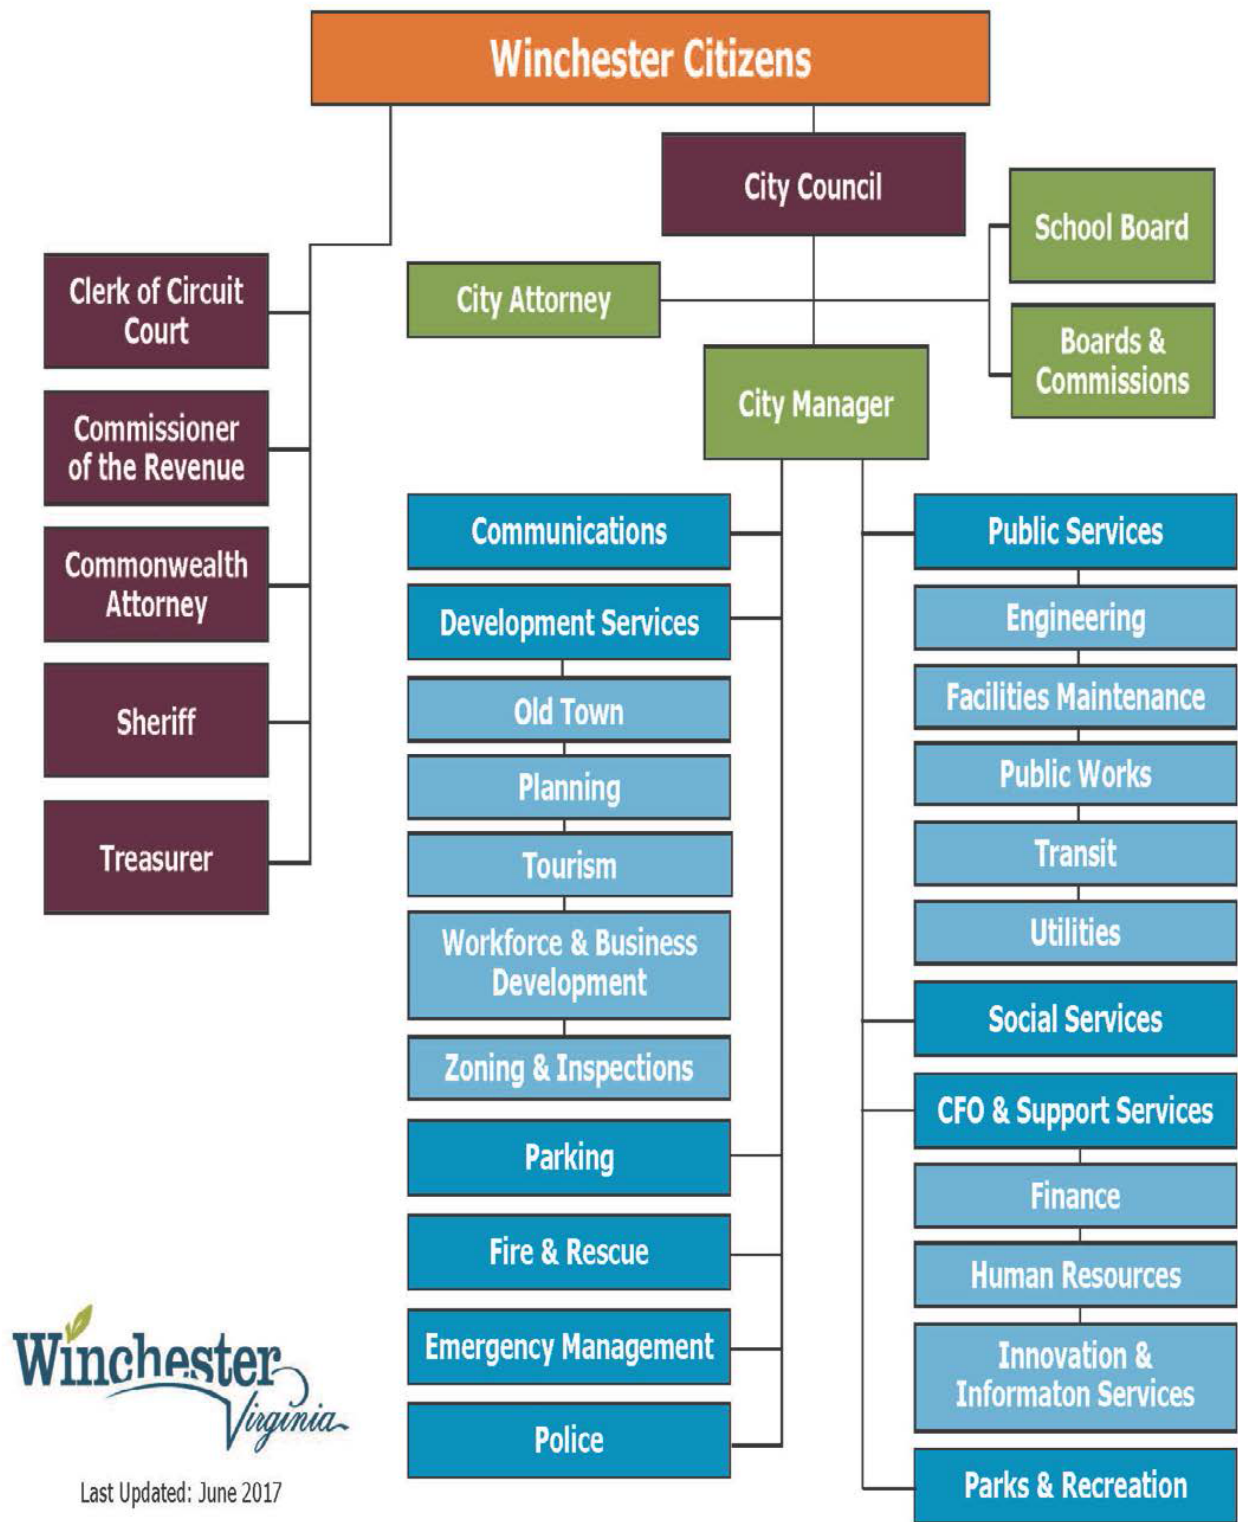 Winchester Citizens
City Council
School Board
City Attorney
Boards &
Commissions
City Manager
Clerk of Circuit
Court
Commissioner
of the Revenue
Commonwealth
Attorney
Sheriff
Treasurer
Communications
Development Services
Old Town
Planning
Tourism
Workforce & Business
Development
Zoning & Inspections
Parking
Fire & Rescue
Emergency Management
Police
Public Services
Engineering
Facilities Maintenance
Public Works
Transit
Utilities
Social Services
CFO & Support Services
Finance
Human Resources
Innovation &
Informaton Services
Parks & Recreation
Winchester
Virginia
Last Updated: June 2017